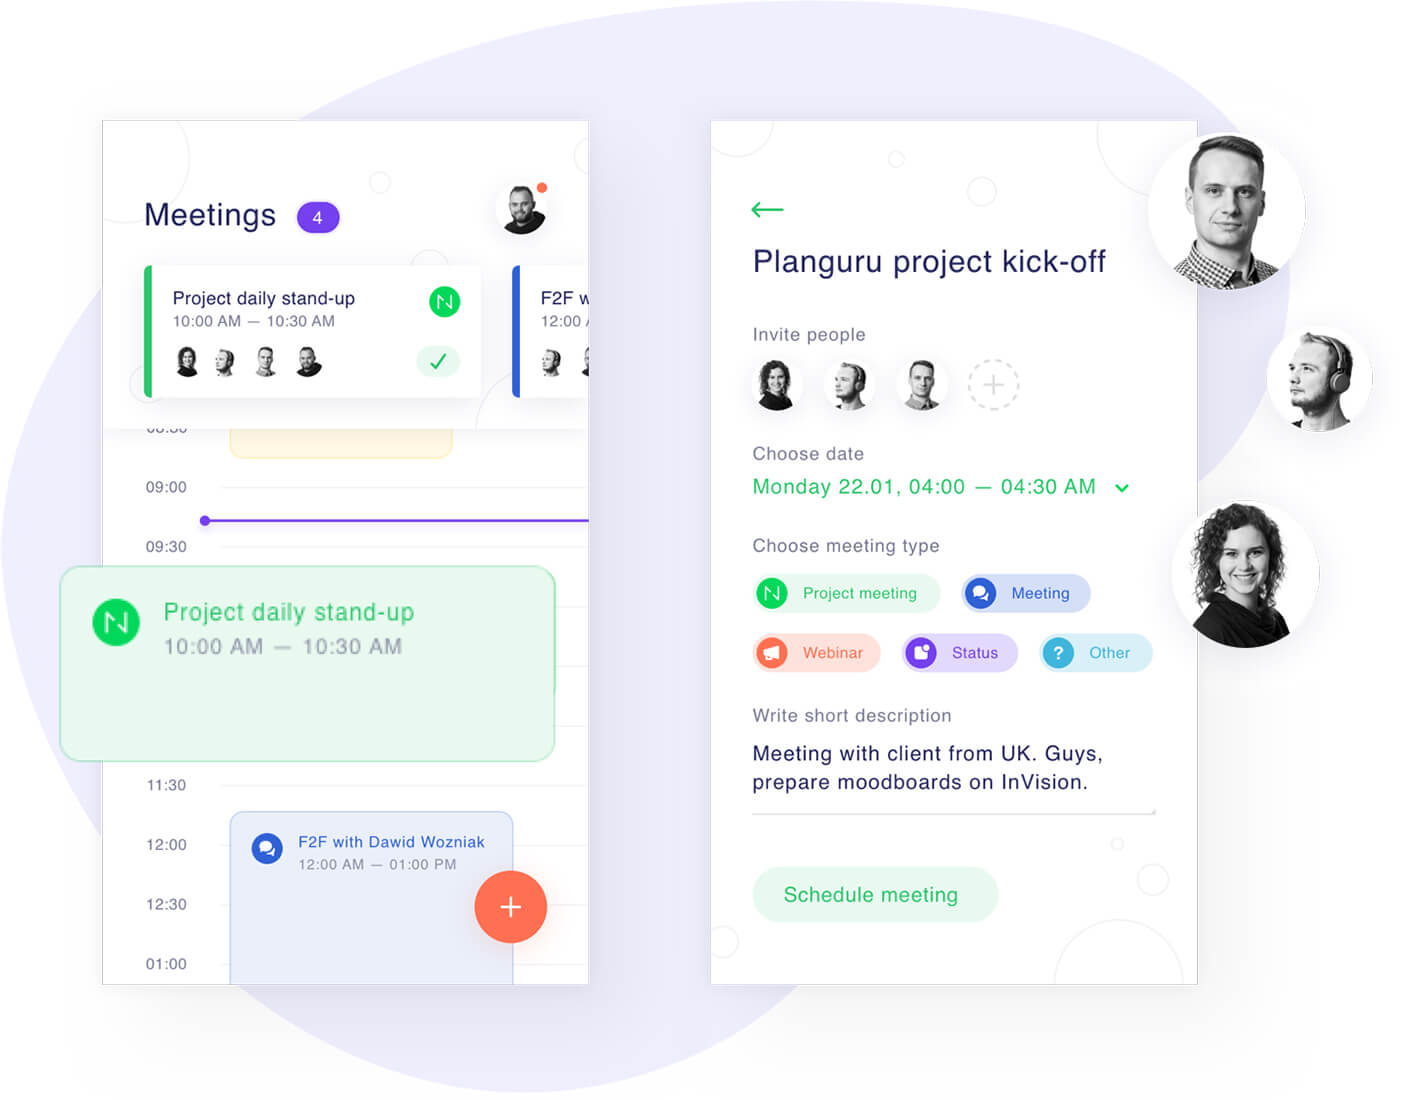 Meetings 4
Project daily stand-up
10:00 AM — 10:30 AM
F2F w
12:00 A
08:30
09:00
09:30
Project daily stand-up
10:00 AM — 10:30 AM
11:30
12:00
F2F with Dawid Wozniak
12:00 AM — 01:00 PM
12:30
01:00
Planguru project kick-off
Invite people
Choose date
Monday 22.01, 04:00 — 04:30 AM
Choose meeting type
Project meeting
Meeting
Webinar
Status
? Other
Write short description
Meeting with client from UK. Guys,
prepare moodboards on InVision.
Schedule meeting